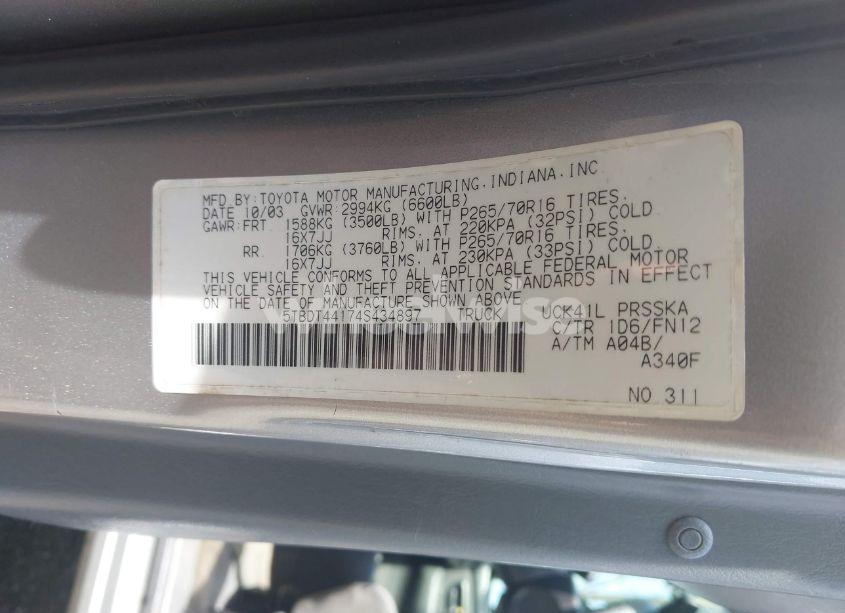 MFD BY:TOYOTA MOTOR MANUFACTURING.INDIANA.INC
DATE 10/03 GVWR:2994KG (6600LB)
GAWR:FRT. 1588KG (3500LB) WITH P265/70R16 TIRES.
16X7JJ RIMS. AT 220KPA (32PSI) COLD.
RR. 1706KG (3760LB) WITH P265/70R16 TIRES.
16X7JJ RIMS. AT 230KPA (33PSI) COLD.
THIS VEHICLE CONFORMS TO ALL APPLICABLE FEDERAL MOTOR
VEHICLE SAFETY AND THEFT PREVENTION STANDARDS IN EFFECT
ON THE DATE OF MANUFACTURE SHOWN ABOVE.
5TBDT44174S434897 TRUCK UCK41L PRSSKA
C/TR 1D6/FN12
A/TM A04B/
A340F
NO.311